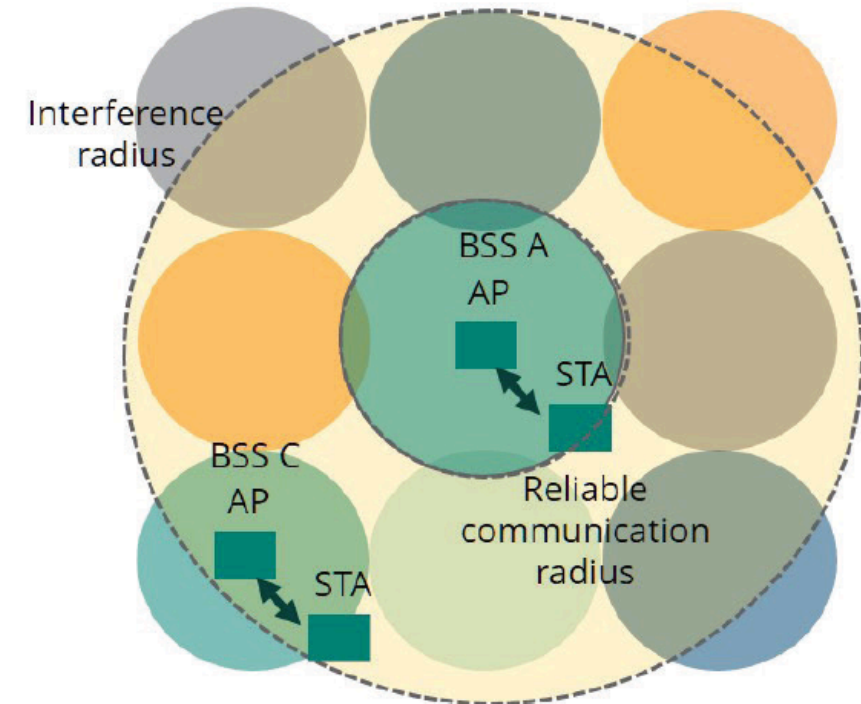 Interference
radius
BSS A
AP
STA
BSS C
AP
STA
Reliable
communication
radius